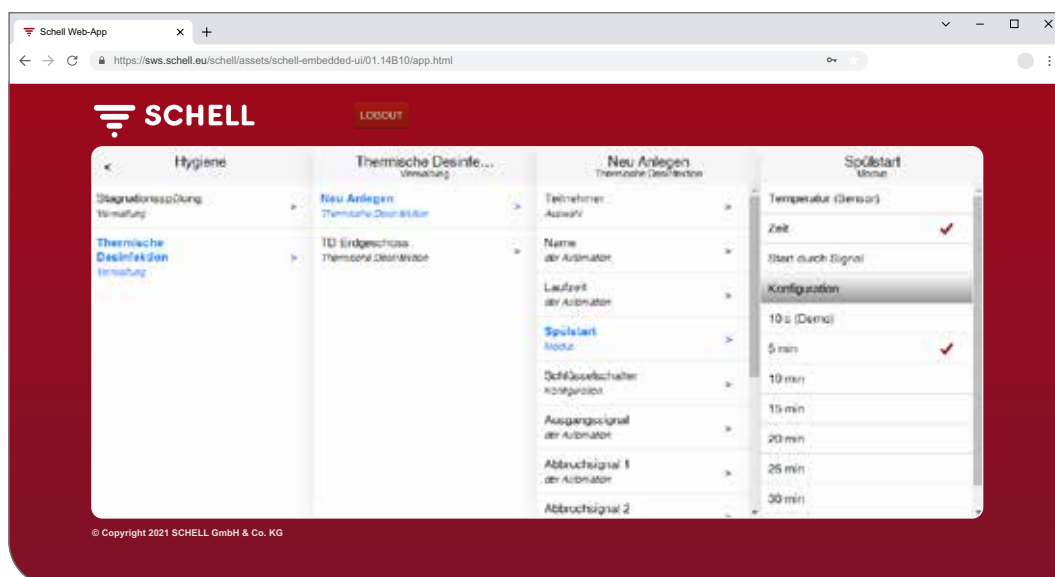 Schell Web-App
https://sws.schell.eu/schell/assets/schell-embedded-ui/01.14B10/app.html
SCHELL
LOGOUT
Hygiene
Stagnationsspülung
Verwaltung
Thermische
Desinfektion
Verwaltung
Thermische Desinfe...
Verwaltung
Neu Anlegen
Thermische Desinfektion
TD Erdgeschoss
Thermische Desinfektion
Neu Anlegen
Thermische Desinfektion
Teilnehmer
Auswahl
Name
der Automation
Laufzeit
der Automation
Spülstart
Modus
Schlüsselschalter
Konfiguration
Ausgangssignal
der Automation
Abbruchsignal 1
der Automation
Abbruchsignal 2
Spülstart
Modus
Temperatur (Sensor)
Zeit
Start durch Signal
Konfiguration
10 s (Demo)
5 min
10 min
15 min
20 min
25 min
30 min
© Copyright 2021 SCHELL GmbH & Co. KG